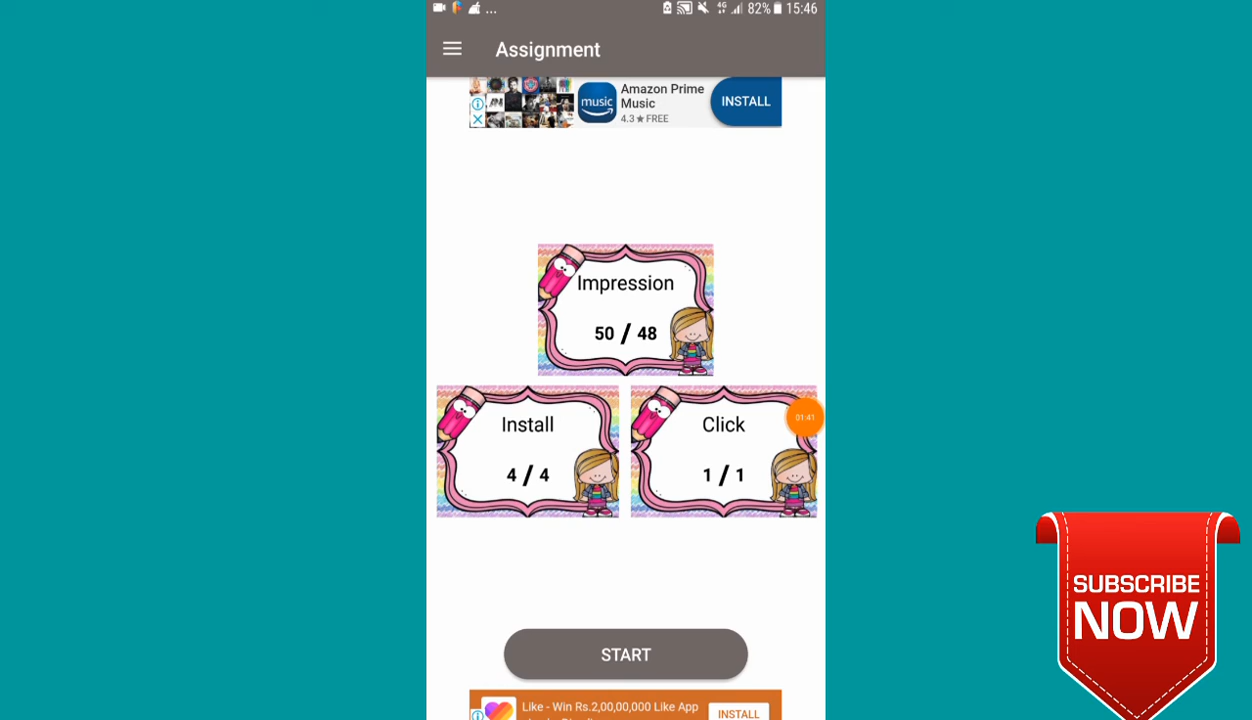 ... 4G 82% 15:46
Assignment
Amazon Prime
Music
4.3 ★ FREE
music
INSTALL
Impression
50 / 48
Install
4 / 4
Click
1 / 1
01:41
START
Like - Win Rs.2,00,00,000 Like App
INSTALL
SUBSCRIBE
NOW